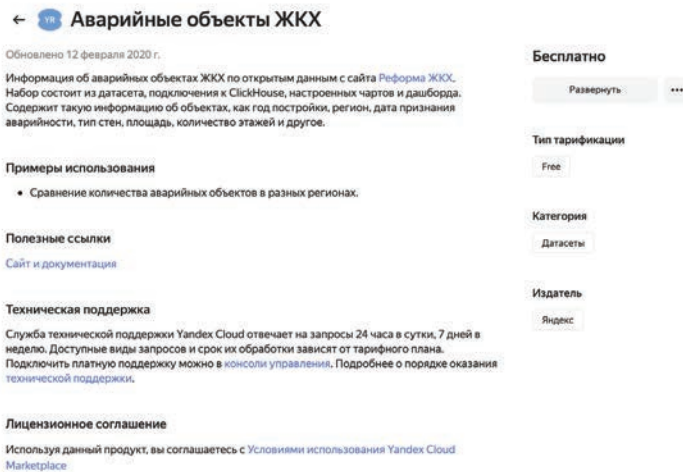 ← YR Аварийные объекты ЖКХ
Обновлено 12 февраля 2020 г.
Информация об аварийных объектах ЖКХ по открытым данным с сайта Реформа ЖКХ.
Набор состоит из датасета, подключения к ClickHouse, настроенных чартов и дашборда.
Содержит такую информацию об объектах, как год постройки, регион, дата признания
аварийности, тип стен, площадь, количество этажей и другое.
Примеры использования
• Сравнение количества аварийных объектов в разных регионах.
Полезные ссылки
Сайт и документация
Техническая поддержка
Служба технической поддержки Yandex Cloud отвечает на запросы 24 часа в сутки, 7 дней в
неделю. Доступные виды запросов и срок их обработки зависят от тарифного плана.
Подключить платную поддержку можно в консоли управления. Подробнее о порядке оказания
технической поддержки.
Лицензионное соглашение
Используя данный продукт, вы соглашаетесь с Условиями использования Yandex Cloud
Marketplace
Бесплатно
Развернуть •••
Тип тарификации
Free
Категория
Датасеты
Издатель
Яндекс